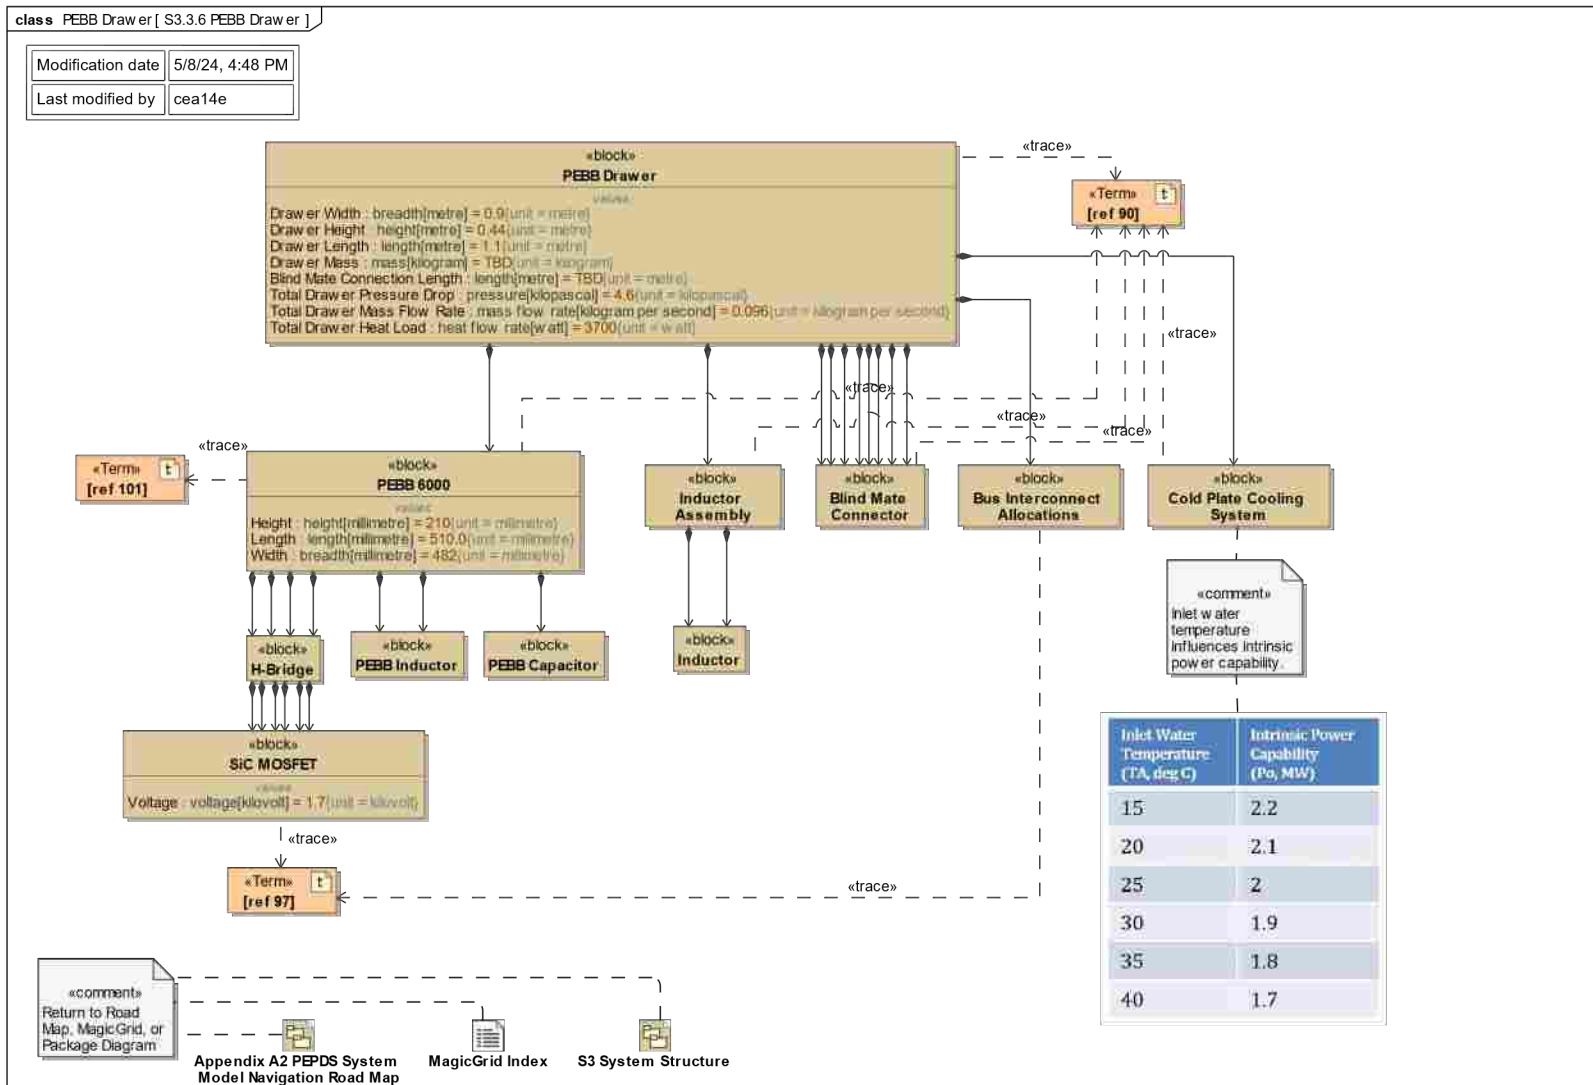 class PEBB Drawer [ S3.3.6 PEBB Drawer ]
Modification date 5/8/24, 4:48 PM
Last modified by cea14e
«block»
PEBB Drawer
values
Drawer Width : breadth[metre] = 0.9{unit = metre}
Drawer Height : height[metre] = 0.44{unit = metre}
Drawer Length : length[metre] = 1.1{unit = metre}
Drawer Mass : mass[kilogram] = TBD{unit = kilogram}
Blind Mate Connection Length : length[metre] = TBD{unit = metre}
Total Drawer Pressure Drop : pressure[kilopascal] = 4.6{unit = kilopascal}
Total Drawer Mass Flow Rate : mass flow rate[kilogram per second] = 0.096{unit = kilogram per second}
Total Drawer Heat Load : heat flow rate[watt] = 3700{unit = watt}
«trace»
«Term»
[ref 90]
«trace»
«trace»
«trace»
«trace»
«trace»
«Term»
[ref 101]
«block»
PEBB 6000
values
Height : height[millimetre] = 210{unit = millimetre}
Length : length[millimetre] = 510.0{unit = millimetre}
Width : breadth[millimetre] = 482{unit = millimetre}
«block»
Inductor
Assembly
«block»
Blind Mate
Connector
«block»
Bus Interconnect
Allocations
«block»
Cold Plate Cooling
System
«comment»
Inlet water
temperature
influences intrinsic
power capability.
«block»
H-Bridge
«block»
PEBB Inductor
«block»
PEBB Capacitor
«block»
Inductor
«block»
SiC MOSFET
values
Voltage : voltage[kilovolt] = 1.7{unit = kilovolt}
«trace»
«Term»
[ref 97]
«trace»
Inlet Water
Temperature
(TA, deg C)
Intrinsic Power
Capability
(Po, MW)
15 2.2
20 2.1
25 2
30 1.9
35 1.8
40 1.7
«comment»
Return to Road
Map, MagicGrid, or
Package Diagram
Appendix A2 PEPDS System
Model Navigation Road Map
MagicGrid Index
S3 System Structure